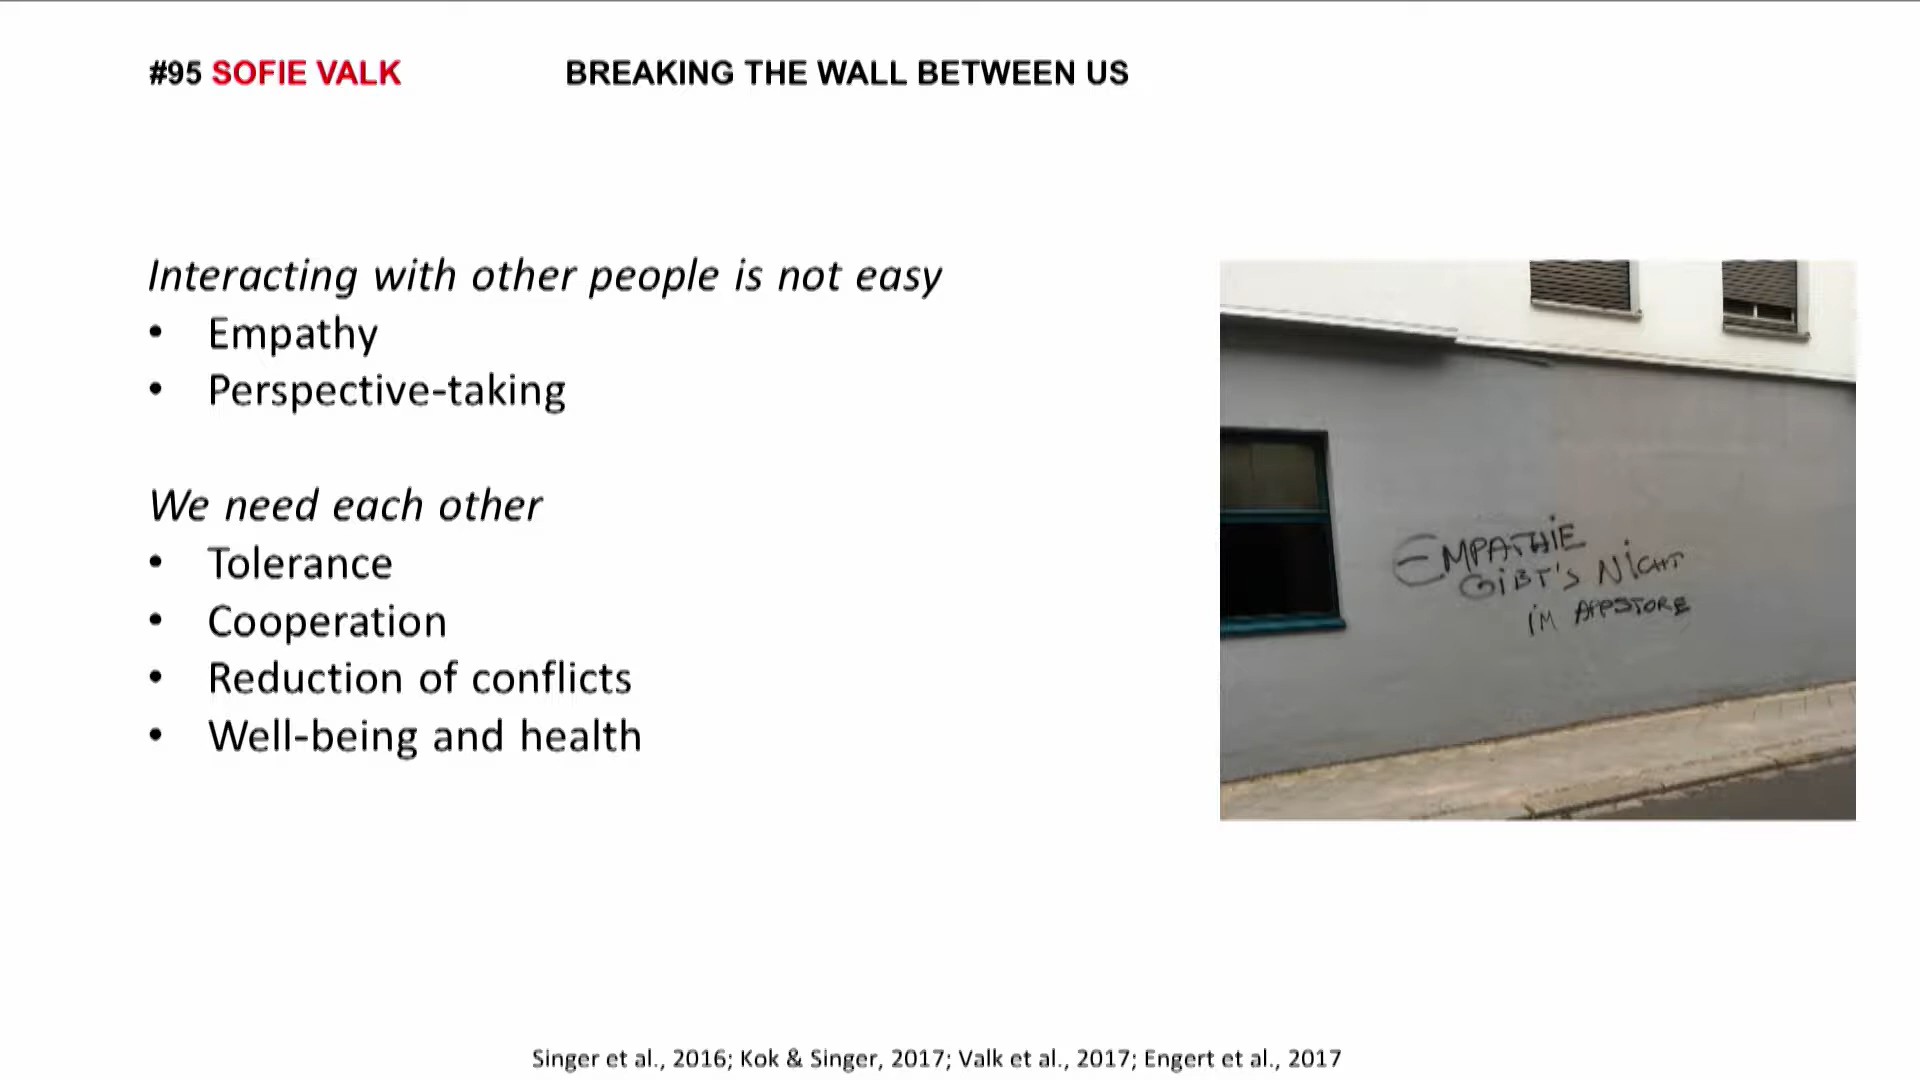 #95 SOFIE VALK BREAKING THE WALL BETWEEN US
Interacting with other people is not easy
• Empathy
• Perspective-taking
We need each other
• Tolerance
• Cooperation
• Reduction of conflicts
• Well-being and health
EMPATHIE
GIBT'S NICHT
IM APPSTORE
Singer et al., 2016; Kok & Singer, 2017; Valk et al., 2017; Engert et al., 2017